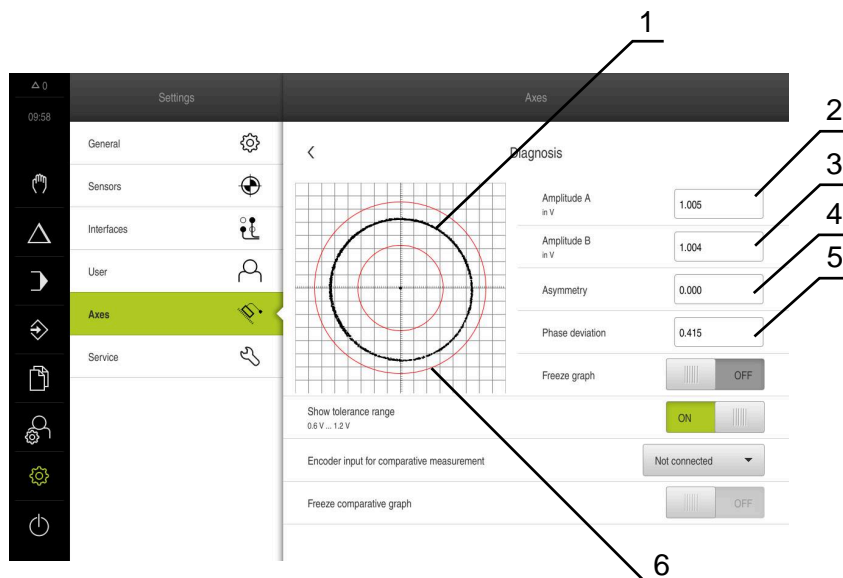 1
△ 0
Settings
Axes
09:58
2
General
Diagnosis
3
Sensors
Amplitude A
in V
1.005
4
Interfaces
Amplitude B
in V
1.004
5
User
Asymmetry
0.000
Axes
Phase deviation
0.415
Service
Freeze graph
OFF
Show tolerance range
0.6 V ... 1.2 V
ON
Encoder input for comparative measurement
Not connected
Freeze comparative graph
OFF
6